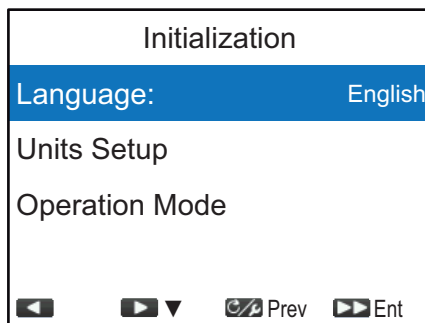 Initialization
Language: English
Units Setup
Operation Mode
Prev Ent